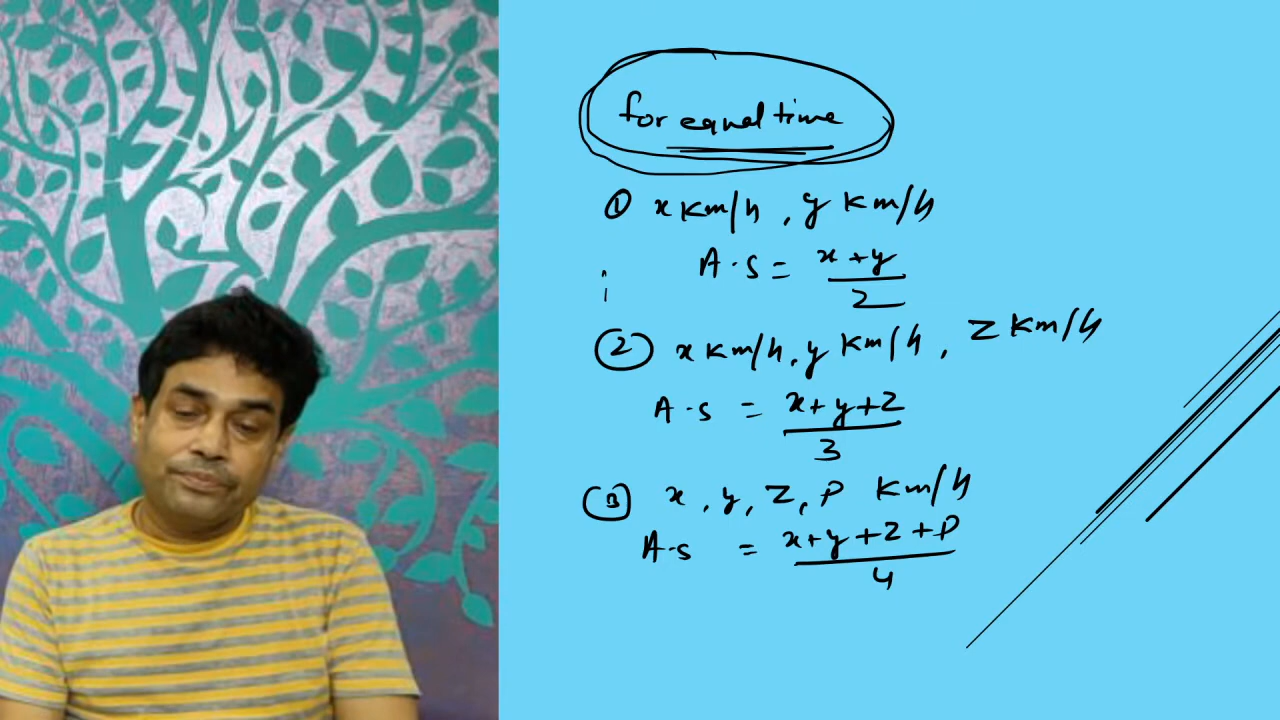 for equal time
① x km/h, y km/h
A.S = x+y/2
② x km/h, y km/h, z km/h
A.S = x+y+z/3
③ x, y, z, p km/h
A.S = x+y+z+p/4